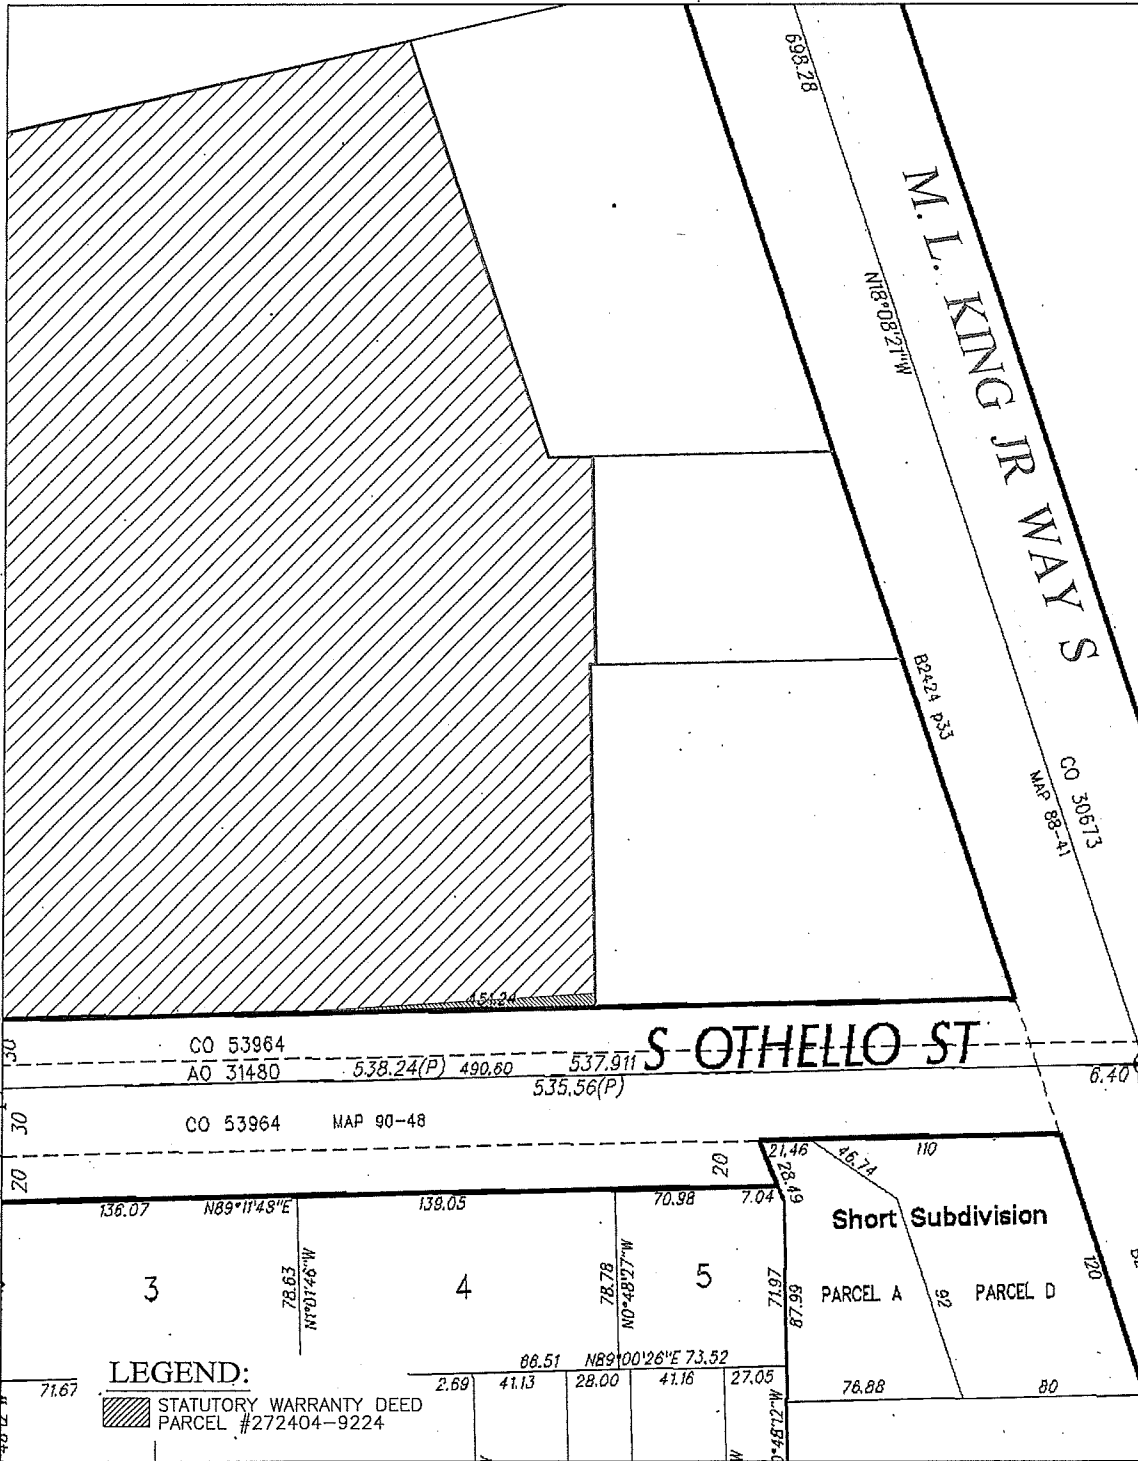 698.28
M. L. KING JR WAY S
N18°08'27"W
B2424 p33
CO 30673
MAP 88-41
151.24
30
CO 53964
AO 31480
538.24(P) 490.60 537.911
S OTHELLO ST
535.56(P)
6.40
30
CO 53964 MAP 90-48
20
20
21.46
46.74
110
28.49
136.07 N89°11'48"E 139.05 70.98 7.04
Short Subdivision
78.63
N1°01'46"W
78.78
N0°48'27"W
71.97
87.99
3
4
5
PARCEL A
92
PARCEL D
120
86.51 N89°00'26"E 73.52
71.67
2.69 41.13 28.00 41.16 27.05
76.88
80
LEGEND:
STATUTORY WARRANTY DEED
PARCEL #272404-9224